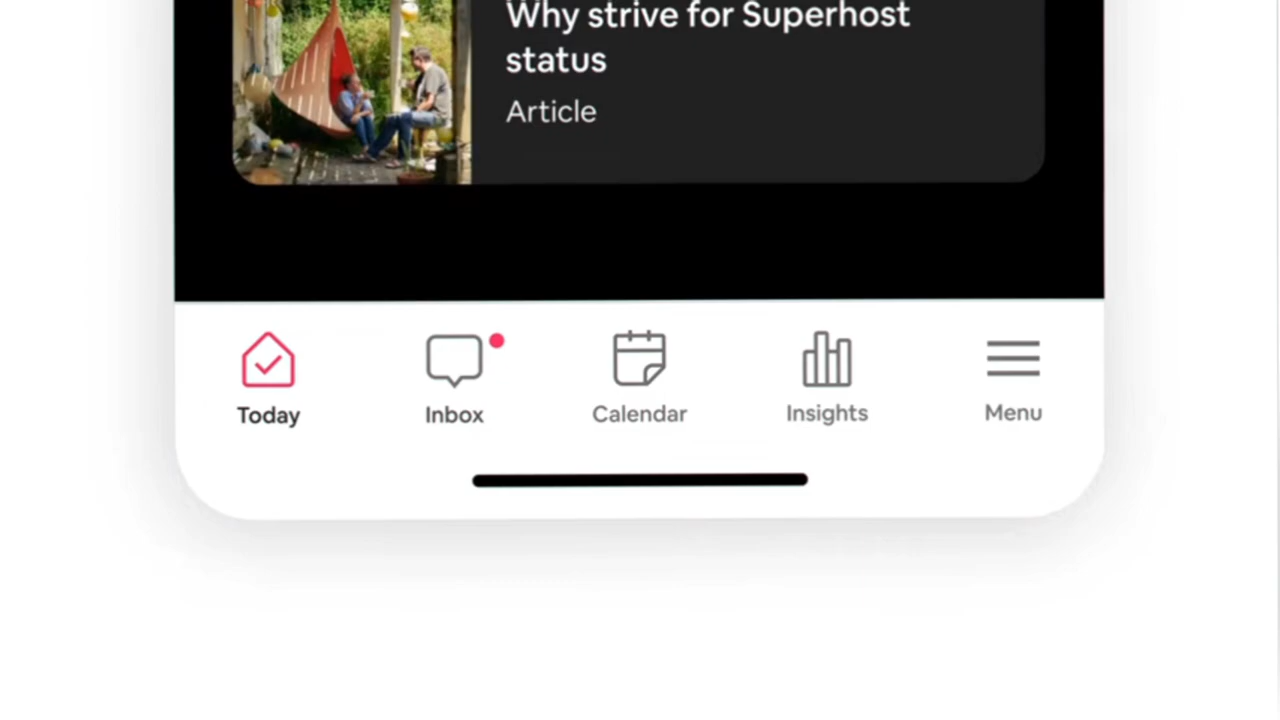 Why strive for Superhost
status
Article
Today
Inbox
Calendar
Insights
Menu